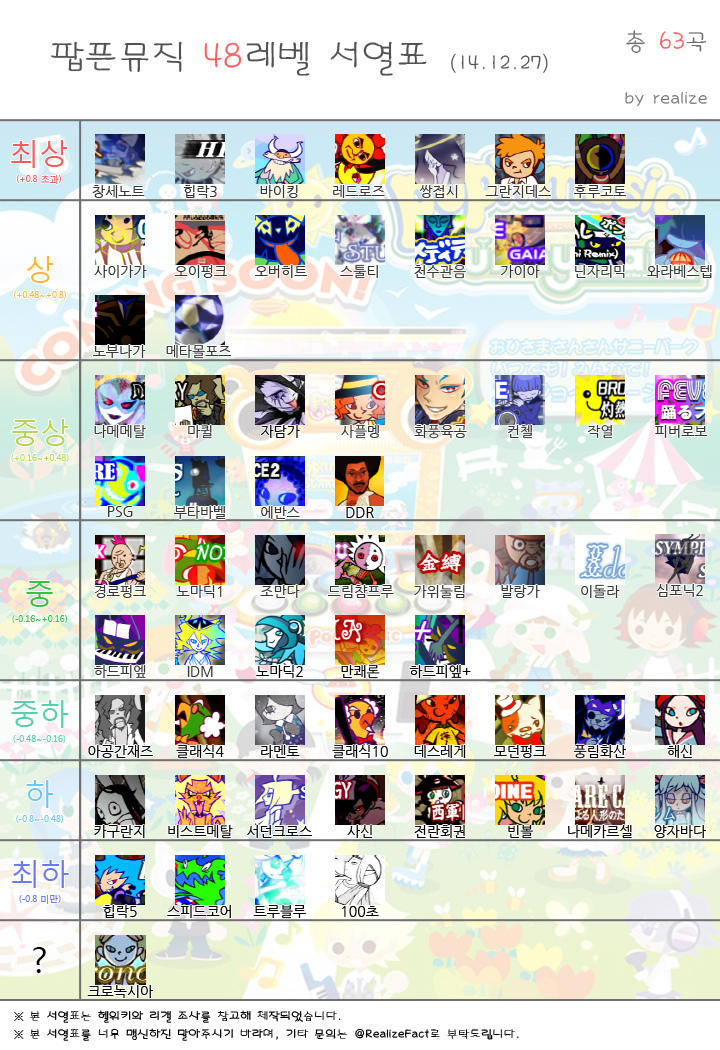 팝픈뮤직 48레벨 서열표 (14.12.27)
총 63곡
by realize
최상
(+0.8 초과)
창세노트 힙락3 바이킹 레드로즈 쌍접시 그란지데스 후루코토
상
(+0.48~+0.8)
사이가가 오이펑크 오버히트 스툴티 천수관음 가이아 닌자리믹 와라베스텝
노부나가 메타몰포즈
중상
(+0.16~+0.48)
나메메탈 마퀼 자담가 사플멩 화풍육공 컨첼 작열 피버로보
PSG 부타바벨 에반스 DDR
중
(-0.16~+0.16)
경로펑크 노마딕1 조만다 드림챰프루 가위눌림 발랑가 이돌라 심포닉2
하드피엪 IDM 노마딕2 만쾌론 하드피엪+
중하
(-0.48~-0.16)
아공간재즈 클래식4 라멘토 클래식10 데스레게 모던펑크 풍림화산 해신
하
(-0.8~-0.48)
카구란지 비스트메탈 서던크로스 사신 전란회권 빈볼 나메카르셀 양자바다
최하
(-0.8 미만)
힙락5 스피드코어 트루블루 100초
?
크로녹시아
※ 본 서열표는 헬위키와 리갤 조사를 참고해 제작되었습니다.
※ 본 서열표를 너무 맹신하진 말아주시기 바라며, 기타 문의는 @RealizeFact로 부탁드립니다.